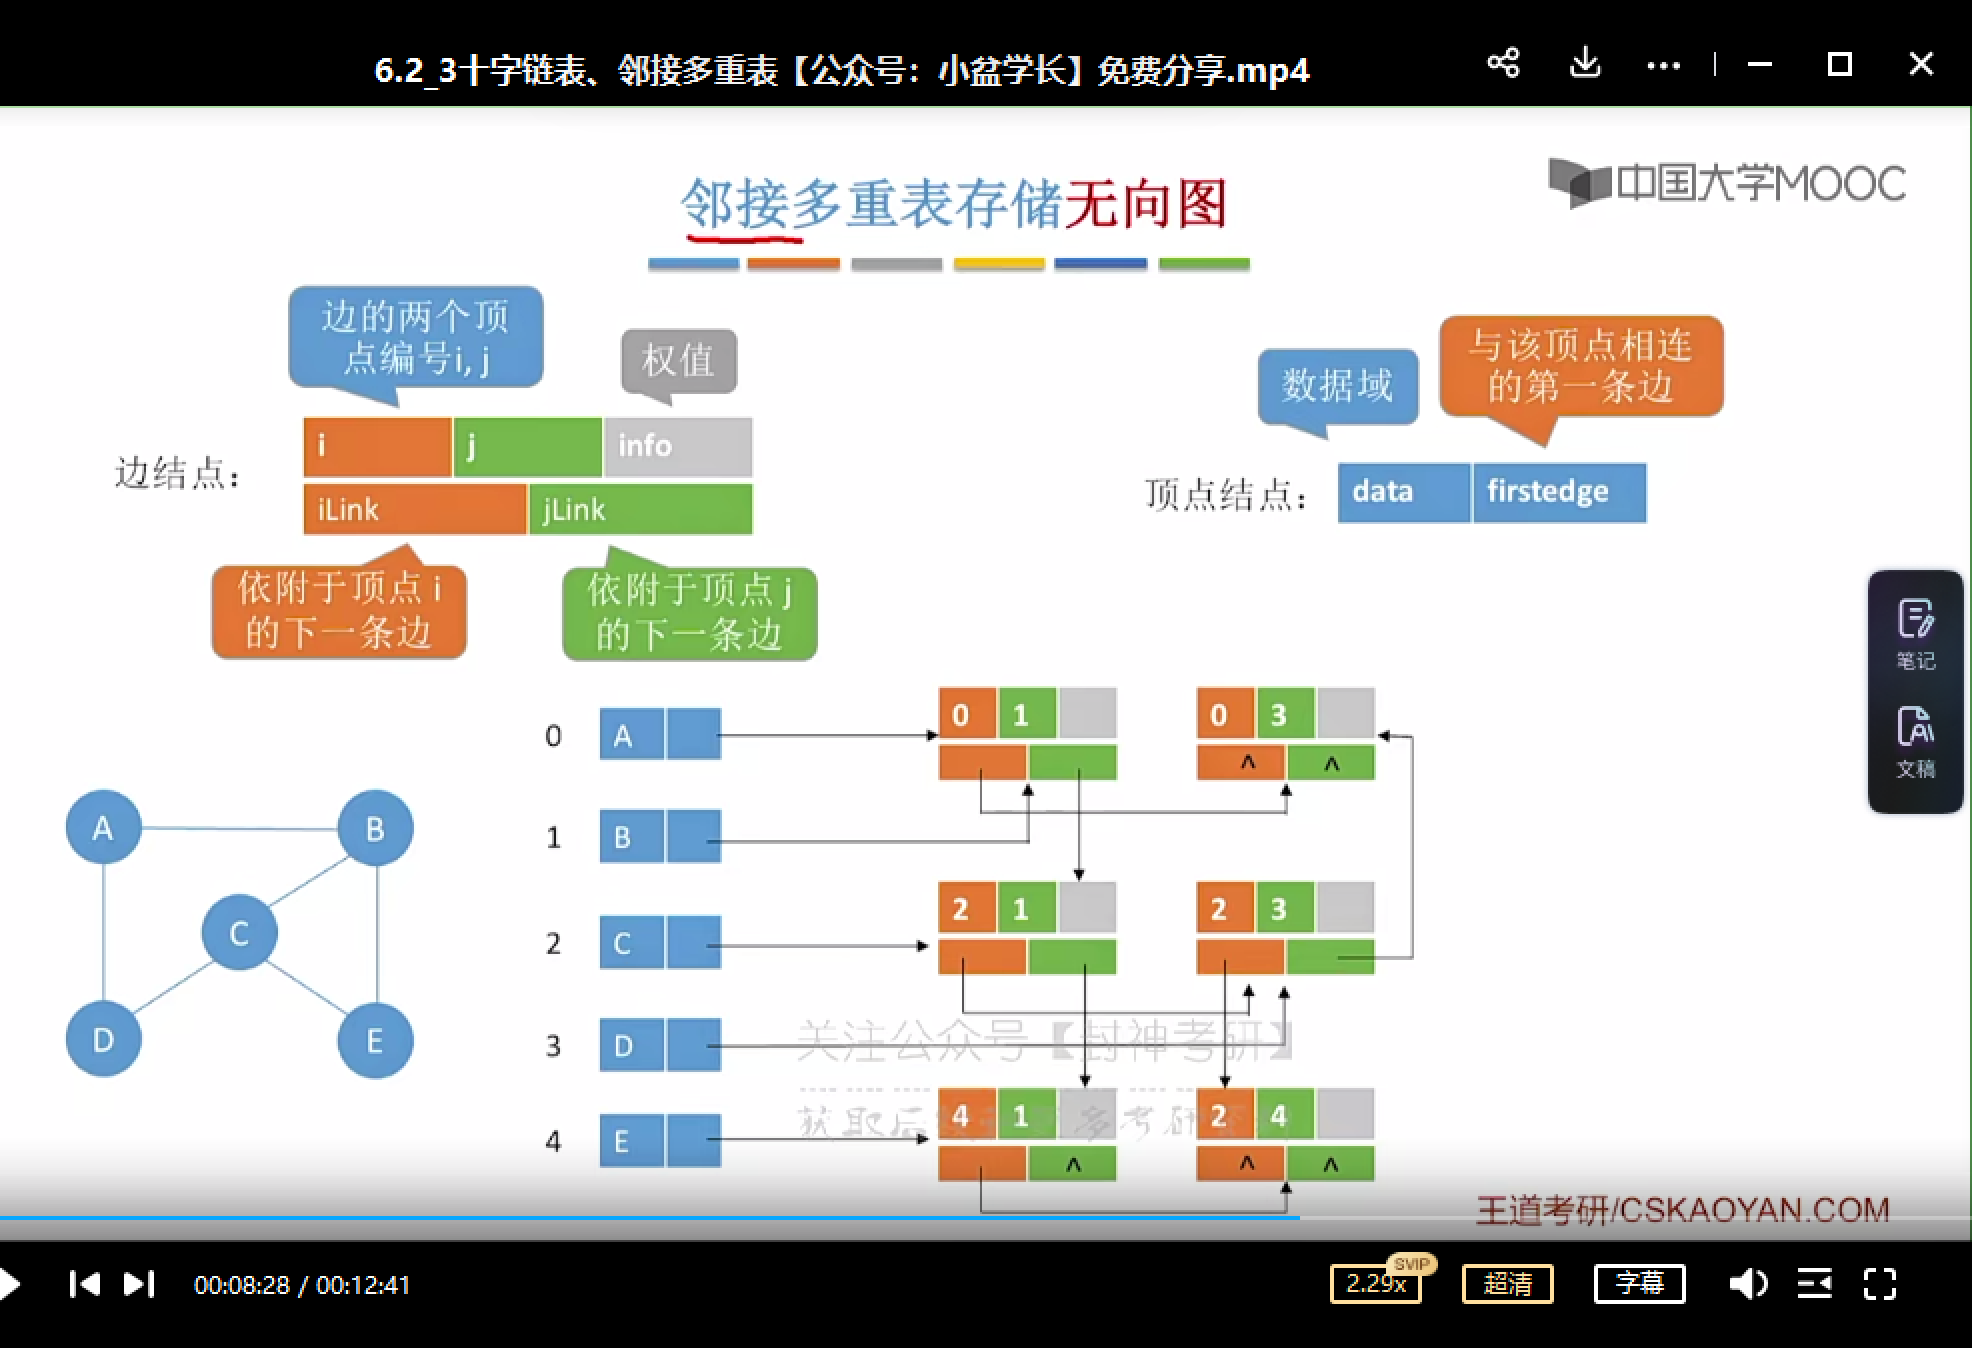 6.2_3十字链表、邻接多重表【公众号：小盆学长】免费分享.mp4
中国大学MOOC
邻接多重表存储无向图
边的两个顶
点编号i, j
权值
数据域
与该顶点相连
的第一条边
边结点：
i j info
iLink jLink
顶点结点：
data firstedge
依附于顶点 i
的下一条边
依附于顶点 j
的下一条边
笔记
文稿
A B
C
D E
0 A
0 1
0 3
^ ^
1 B
2 C
2 1
2 3
3 D
关注公众号【封神考研】
4 E
4 1
^
2 4
^ ^
获取后
考研
王道考研/CSKAOYAN.COM
00:08:28 / 00:12:41
2.29x
SVIP
超清
字幕